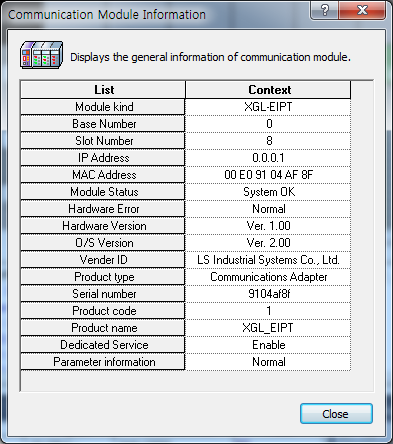 Communication Module Information
Displays the general information of communication module.
List Context
Module kind XGL-EIPT
Base Number 0
Slot Number 8
IP Address 0.0.0.1
MAC Address 00 E0 91 04 AF 8F
Module Status System OK
Hardware Error Normal
Hardware Version Ver. 1.00
O/S Version Ver. 2.00
Vender ID LS Industrial Systems Co., Ltd.
Product type Communications Adapter
Serial number 9104af8f
Product code 1
Product name XGL_EIPT
Dedicated Service Enable
Parameter information Normal
Close